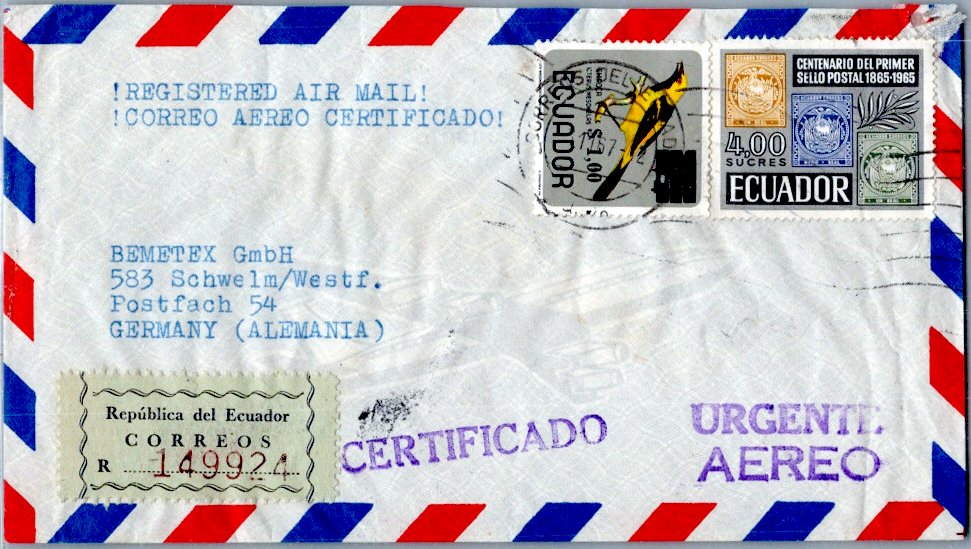 !REGISTERED AIR MAIL!
!CORREO AEREO CERTIFICADO!
ECUADOR
$1,00
CENTENARIO DEL PRIMER
SELLO POSTAL 1865-1965
4,00
SUCRES
ECUADOR
BEMETEX GmbH
583 Schwelm/Westf.
Postfach 54
GERMANY (ALEMANIA)
República del Ecuador
CORREOS
R 149924
CERTIFICADO
URGENTE
AEREO